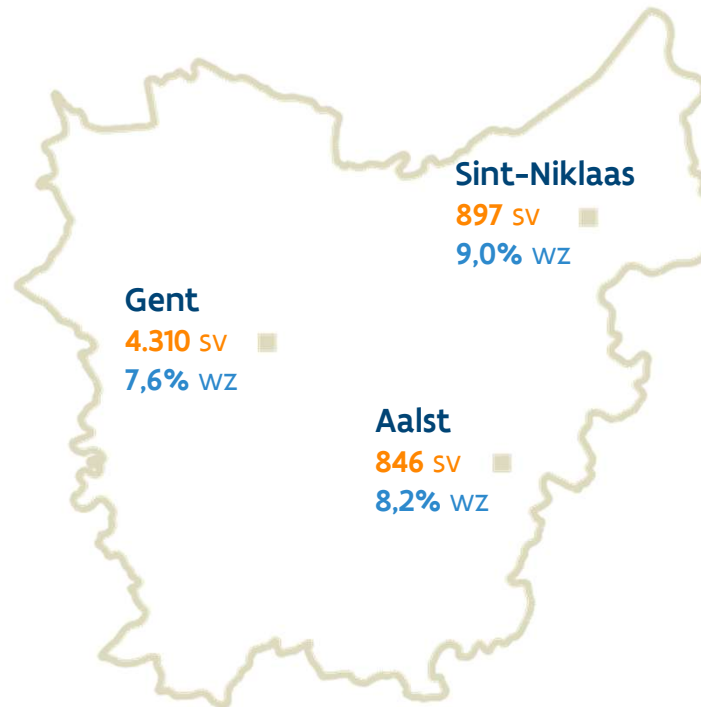 Sint-Niklaas
897 SV
9,0% WZ
Gent
4.310 SV
7,6% WZ
Aalst
846 SV
8,2% WZ